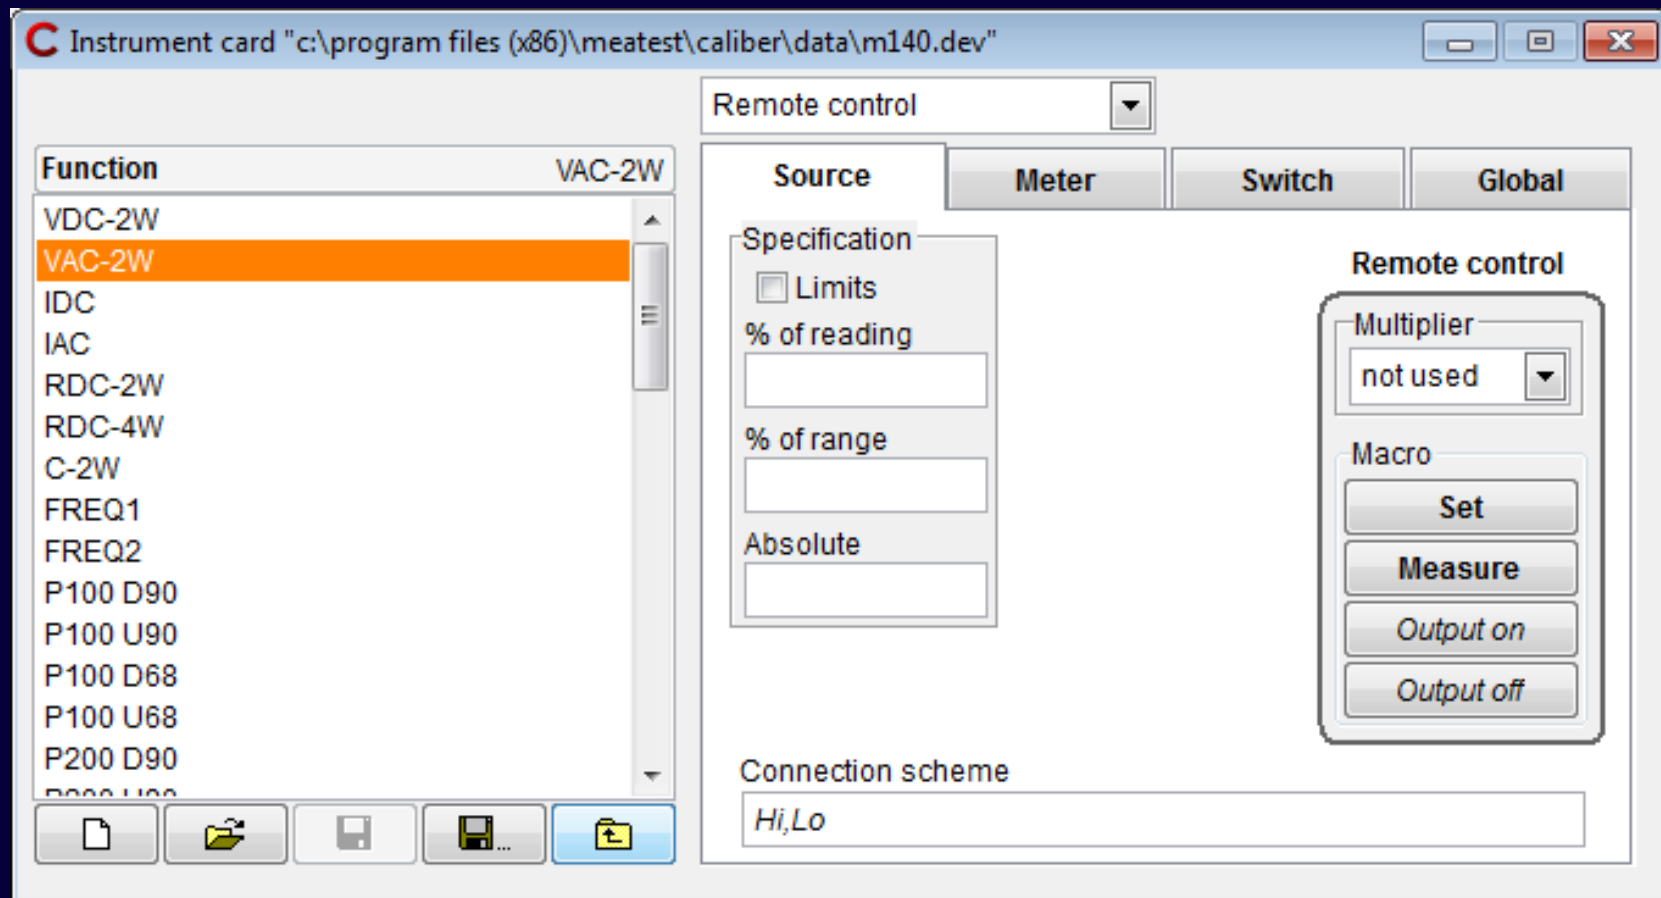 Instrument card "c:\program files (x86)\meatest\caliber\data\m140.dev"
Remote control
Function VAC-2W
VDC-2W
VAC-2W
IDC
IAC
RDC-2W
RDC-4W
C-2W
FREQ1
FREQ2
P100 D90
P100 U90
P100 D68
P100 U68
P200 D90
Source Meter Switch Global
Specification
Limits
% of reading
% of range
Absolute
Remote control
Multiplier
not used
Macro
Set
Measure
Output on
Output off
Connection scheme
Hi,Lo